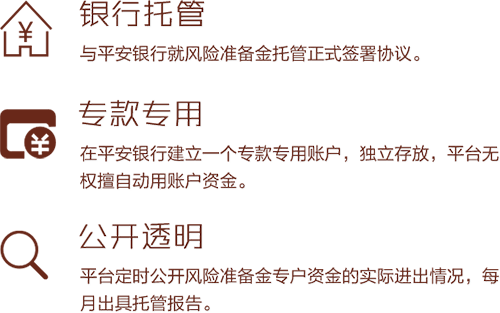 银行托管
与平安银行就风险准备金托管正式签署协议。
专款专用
在平安银行建立一个专款专用账户，独立存放，平台无
权擅自动用账户资金。
公开透明
平台定时公开风险准备金专户资金的实际进出情况，每
月出具托管报告。